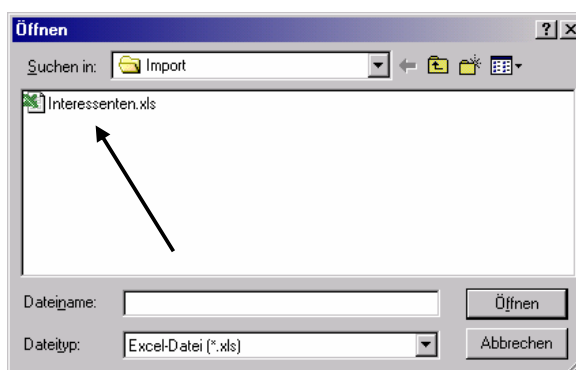 Öffnen
Suchen in: Import
Interessenten.xls
Dateiname: Öffnen
Dateityp: Excel-Datei (*.xls) Abbrechen